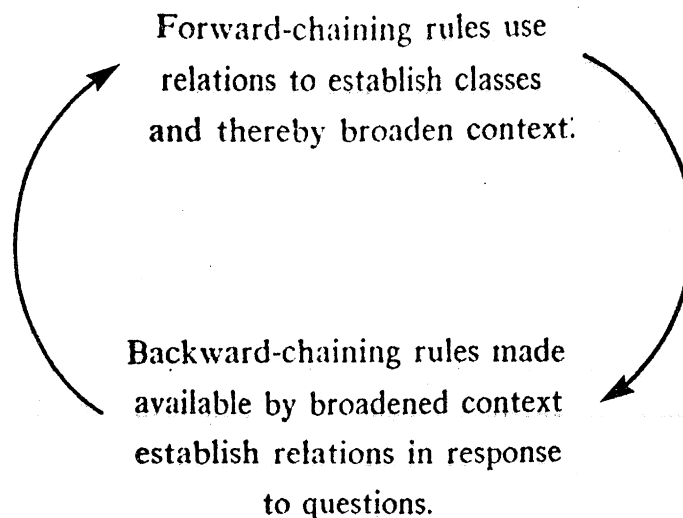 Forward-chaining rules use
relations to establish classes
and thereby broaden context.
Backward-chaining rules made
available by broadened context
establish relations in response
to questions.